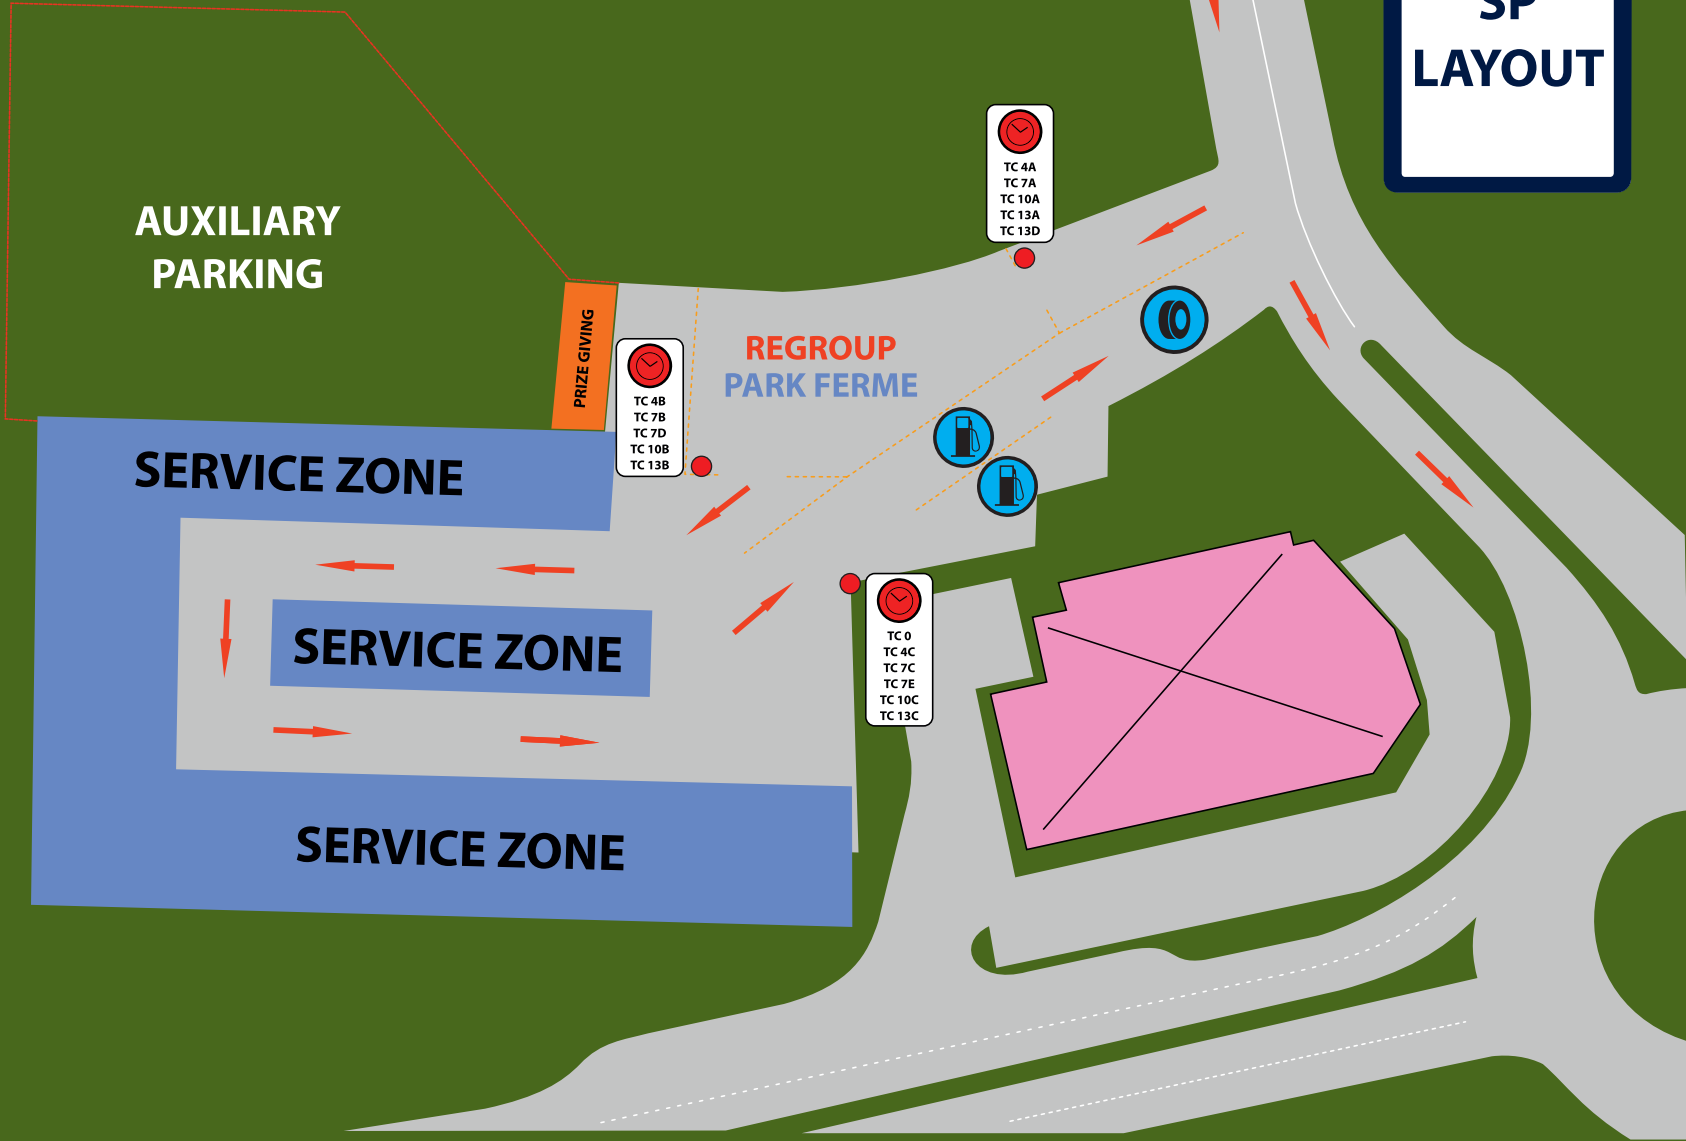 SP
LAYOUT
TC 4A
TC 7A
TC 10A
TC 13A
TC 13D
AUXILIARY
PARKING
PRIZE GIVING
REGROUP
PARK FERME
TC 4B
TC 7B
TC 7D
TC 10B
TC 13B
SERVICE ZONE
SERVICE ZONE
TC 0
TC 4C
TC 7C
TC 7E
TC 10C
TC 13C
SERVICE ZONE